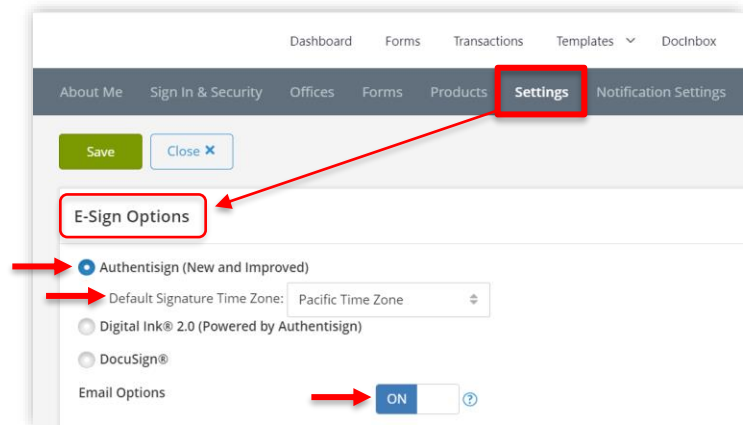 Dashboard Forms Transactions Templates DocInbox
About Me Sign In & Security Offices Forms Products Settings Notification Settings
Save Close ×
E-Sign Options
Authentisign (New and Improved)
Default Signature Time Zone: Pacific Time Zone
Digital Ink® 2.0 (Powered by Authentisign)
DocuSign®
Email Options ON ?